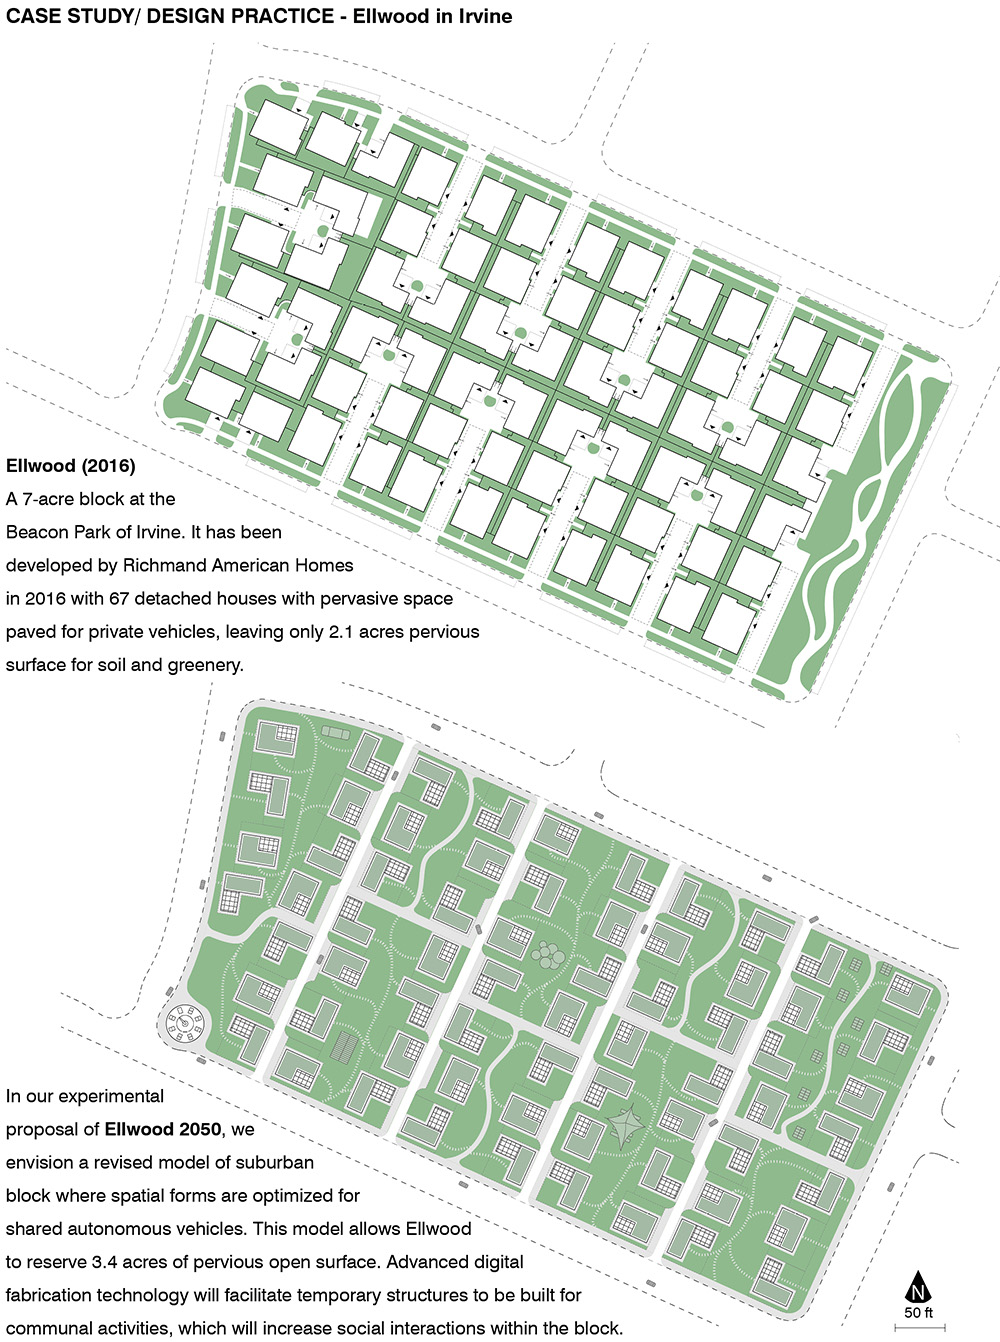 CASE STUDY/ DESIGN PRACTICE - Ellwood in Irvine
Ellwood (2016)
A 7-acre block at the
Beacon Park of Irvine. It has been
developed by Richmand American Homes
in 2016 with 67 detached houses with pervasive space
paved for private vehicles, leaving only 2.1 acres pervious
surface for soil and greenery.
In our experimental
proposal of Ellwood 2050, we
envision a revised model of suburban
block where spatial forms are optimized for
shared autonomous vehicles. This model allows Ellwood
to reserve 3.4 acres of pervious open surface. Advanced digital
fabrication technology will facilitate temporary structures to be built for
communal activities, which will increase social interactions within the block.
N
50 ft